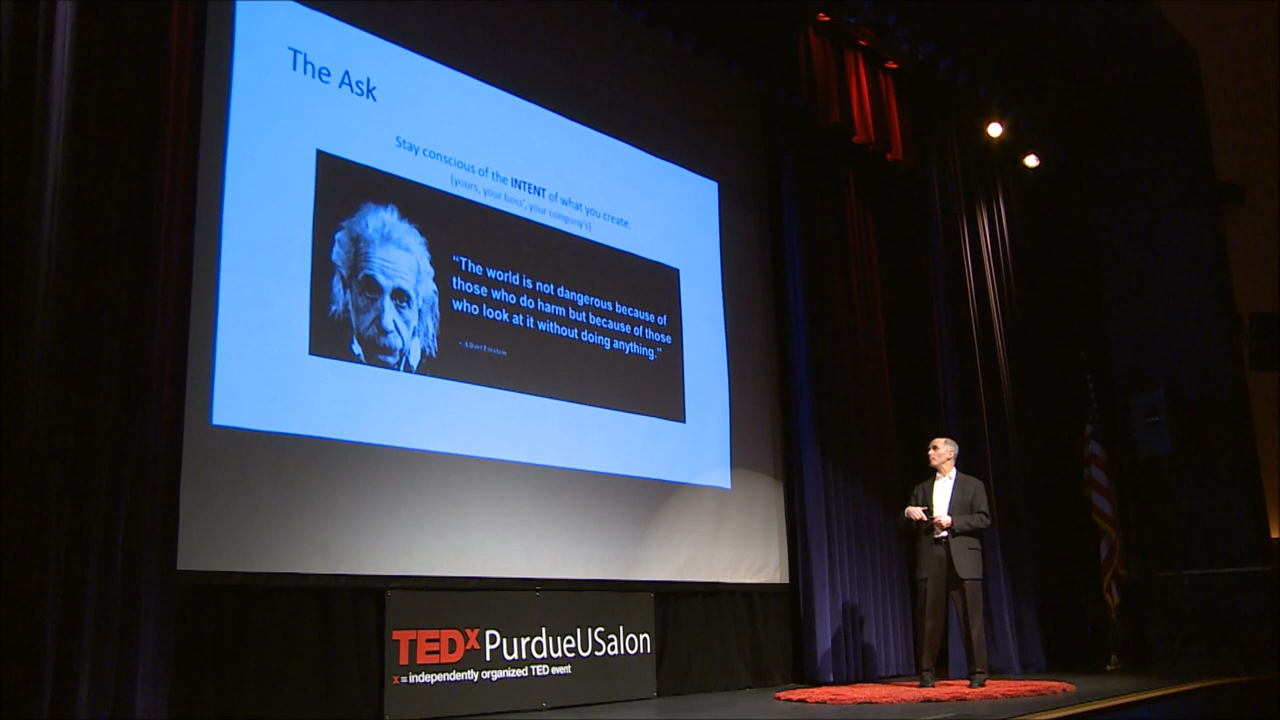 The Ask
Stay conscious of the INTENT of what you create.
(yours, your boss', your company's)
“The world is not dangerous because of
those who do harm but because of those
who look at it without doing anything.”
- Albert Einstein
TEDx PurdueUSalon
x = independently organized TED event